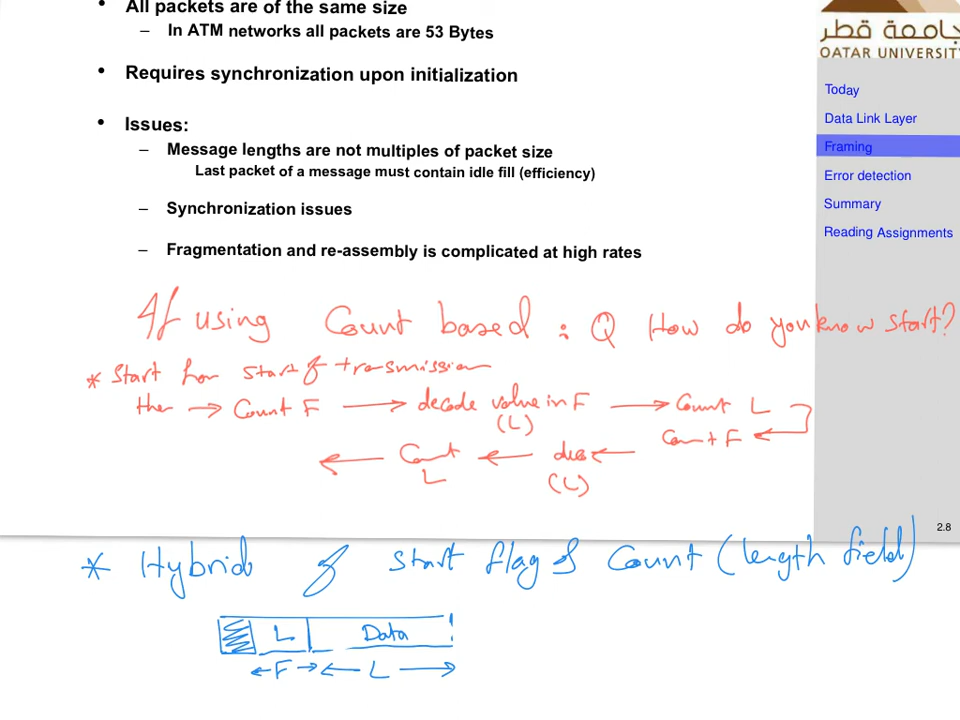 • All packets are of the same size
– In ATM networks all packets are 53 Bytes
• Requires synchronization upon initialization
• Issues:
– Message lengths are not multiples of packet size
Last packet of a message must contain idle fill (efficiency)
– Synchronization issues
– Fragmentation and re-assembly is complicated at high rates
If using Count based : Q How do you know start?
* Start from start of transmission
then → Count F → decode value in F → Count L
(L)
Count F ←
← Count L ← ←
(L)
2.8
* Hybrid of start flag & Count (length field)
L Data
← F → ← L →
جامعة قطر
QATAR UNIVERSITY
Today
Data Link Layer
Framing
Error detection
Summary
Reading Assignments